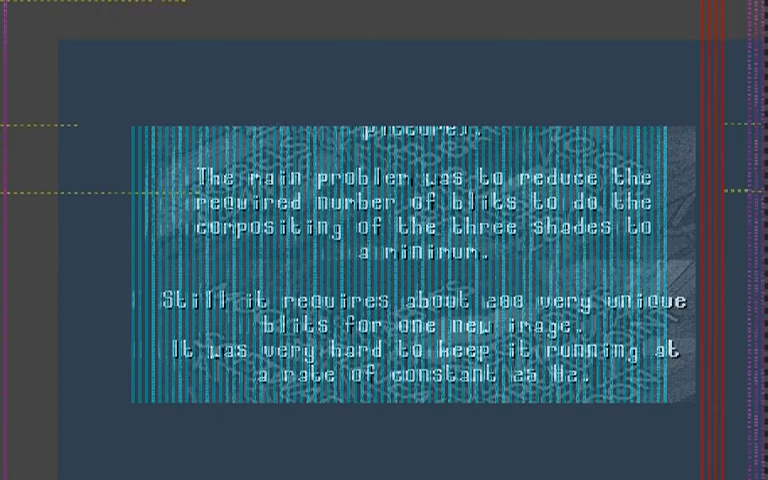 pictures.
The main problem was to reduce the
required number of blits to do the
compositing of the three shades to
a minimum.
Still it requires about 200 very unique
blits for one new image.
It was very hard to keep it running at
a rate of constant 25 Hz.